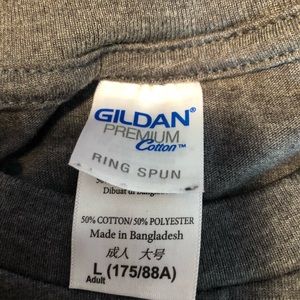 GILDAN®
PREMIUM
Cotton™
RING SPUN
Dibuat di Bangladesh
50% COTTON/50% POLYESTER
Made in Bangladesh
成人 大号
L (175/88A)
Adult